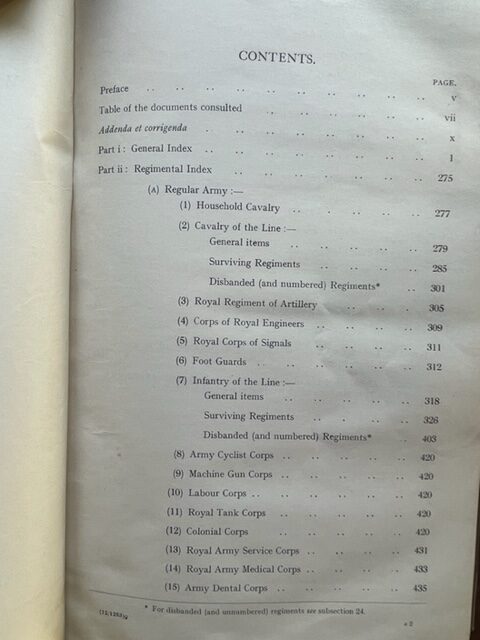 CONTENTS.
PAGE.
Preface .. .. .. .. .. .. .. .. .. v
Table of the documents consulted .. .. .. .. .. vii
Addenda et corrigenda .. .. .. .. .. .. .. x
Part i : General Index .. .. .. .. .. .. .. 1
Part ii : Regimental Index .. .. .. .. .. .. 275
(A) Regular Army :—
(1) Household Cavalry .. .. .. .. .. 277
(2) Cavalry of the Line :—
General items .. .. .. .. .. 279
Surviving Regiments .. .. .. .. 285
Disbanded (and numbered) Regiments* .. 301
(3) Royal Regiment of Artillery .. .. .. 305
(4) Corps of Royal Engineers .. .. .. .. 309
(5) Royal Corps of Signals .. .. .. .. 311
(6) Foot Guards .. .. .. .. .. .. 312
(7) Infantry of the Line :—
General items .. .. .. .. .. 318
Surviving Regiments .. .. .. .. 326
Disbanded (and numbered) Regiments* .. 403
(8) Army Cyclist Corps .. .. .. .. .. 420
(9) Machine Gun Corps .. .. .. .. .. 420
(10) Labour Corps .. .. .. .. .. .. 420
(11) Royal Tank Corps .. .. .. .. .. 420
(12) Colonial Corps .. .. .. .. .. 420
(13) Royal Army Service Corps .. .. .. .. 431
(14) Royal Army Medical Corps .. .. .. .. 433
(15) Army Dental Corps .. .. .. .. .. 435
* For disbanded (and unnumbered) regiments see subsection 24.